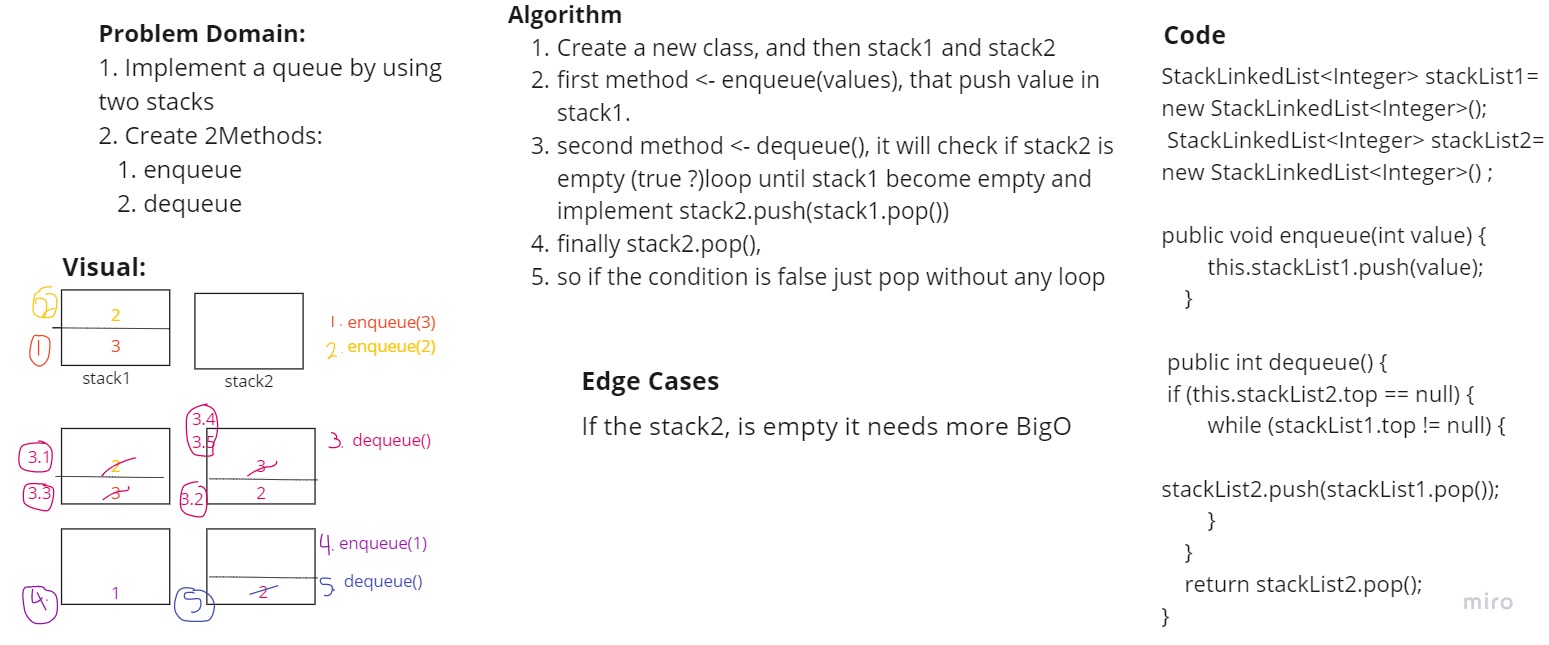 Problem Domain:
1. Implement a queue by using
two stacks
2. Create 2Methods:
1. enqueue
2. dequeue
Visual:
2
2
1
3
stack1
stack2
1. enqueue(3)
2. enqueue(2)
3.4
3.5
3.1
2
3
3. dequeue()
3.3
3
3.2
2
4. enqueue(1)
5. dequeue()
4.
1
5
2
Algorithm
1. Create a new class, and then stack1 and stack2
2. first method <- enqueue(values), that push value in
stack1.
3. second method <- dequeue(), it will check if stack2 is
empty (true ?)loop until stack1 become empty and
implement stack2.push(stack1.pop())
4. finally stack2.pop(),
5. so if the condition is false just pop without any loop
Edge Cases
If the stack2, is empty it needs more BigO
Code
StackLinkedList<Integer> stackList1=
new StackLinkedList<Integer>();
StackLinkedList<Integer> stackList2=
new StackLinkedList<Integer>() ;
public void enqueue(int value) {
this.stackList1.push(value);
}
public int dequeue() {
if (this.stackList2.top == null) {
while (stackList1.top != null) {
stackList2.push(stackList1.pop());
}
}
return stackList2.pop();
}
miro